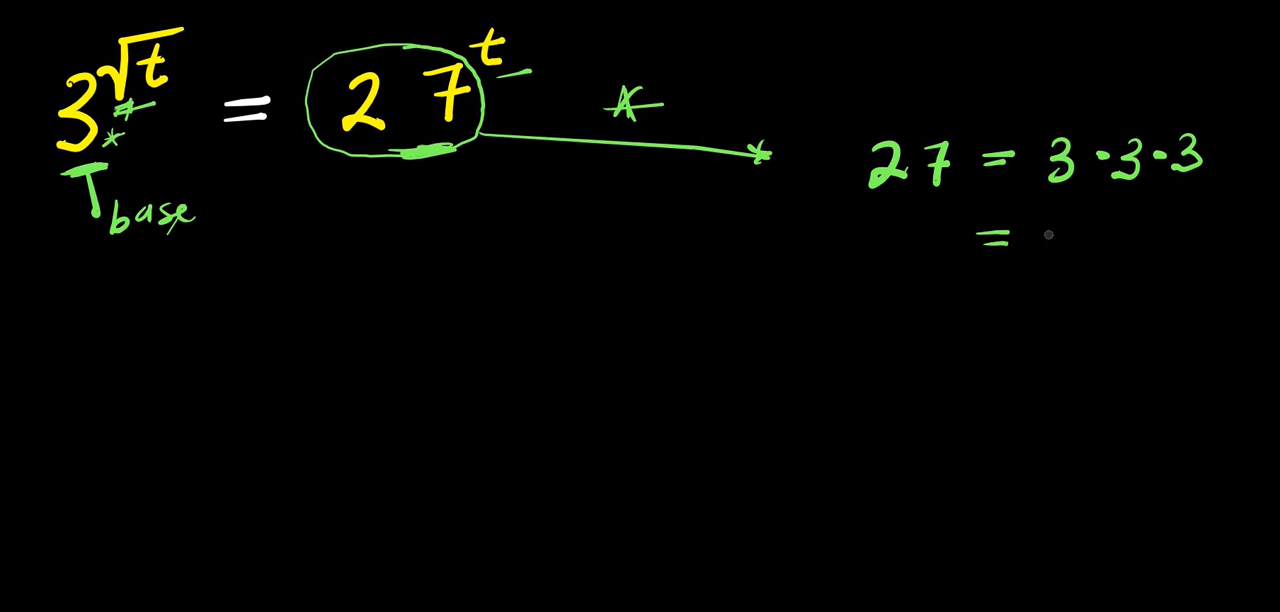 3^√t = 27^t
base
27 = 3·3·3
=